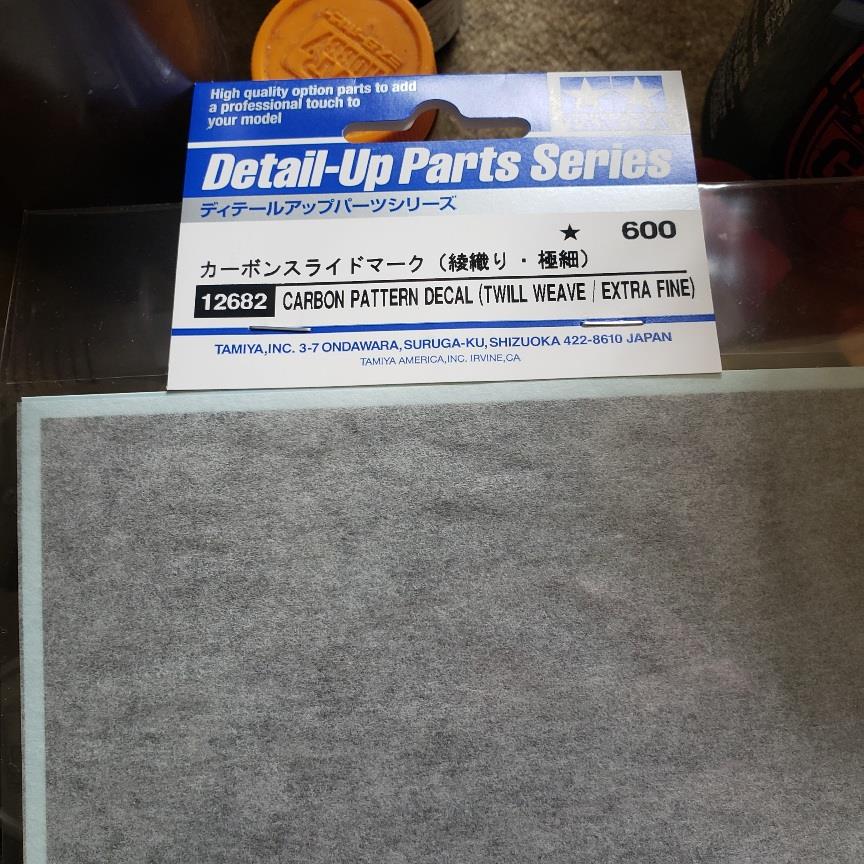 High quality option parts to add
a professional touch to
your model
Detail-Up Parts Series
ディテールアップパーツシリーズ
★ 600
カーボンスライドマーク（綾織り・極細）
12682 CARBON PATTERN DECAL (TWILL WEAVE / EXTRA FINE)
TAMIYA,INC. 3-7 ONDAWARA, SURUGA-KU, SHIZUOKA 422-8610 JAPAN
TAMIYA AMERICA,INC. IRVINE,CA